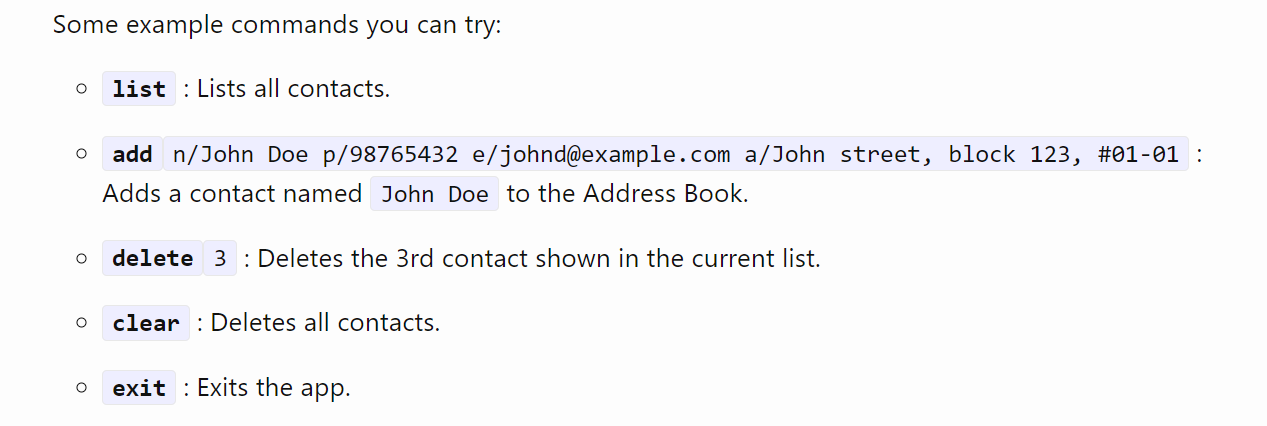 Some example commands you can try:
list : Lists all contacts.
add n/John Doe p/98765432 e/johnd@example.com a/John street, block 123, #01-01 :
Adds a contact named John Doe to the Address Book.
delete 3 : Deletes the 3rd contact shown in the current list.
clear : Deletes all contacts.
exit : Exits the app.